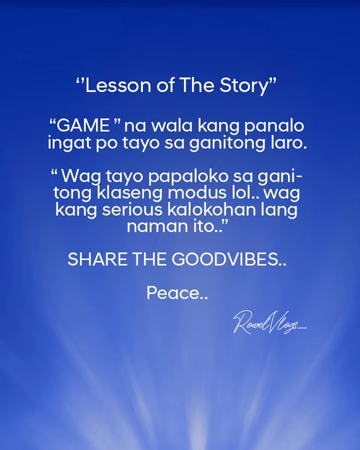 ‘’Lesson of The Story”
“GAME ” na wala kang panalo
ingat po tayo sa ganitong laro.
“ Wag tayo papaloko sa gani-
tong klaseng modus lol.. wag
kang serious kalokohan lang
naman ito..”
SHARE THE GOODVIBES..
Peace..
RowelVlogs